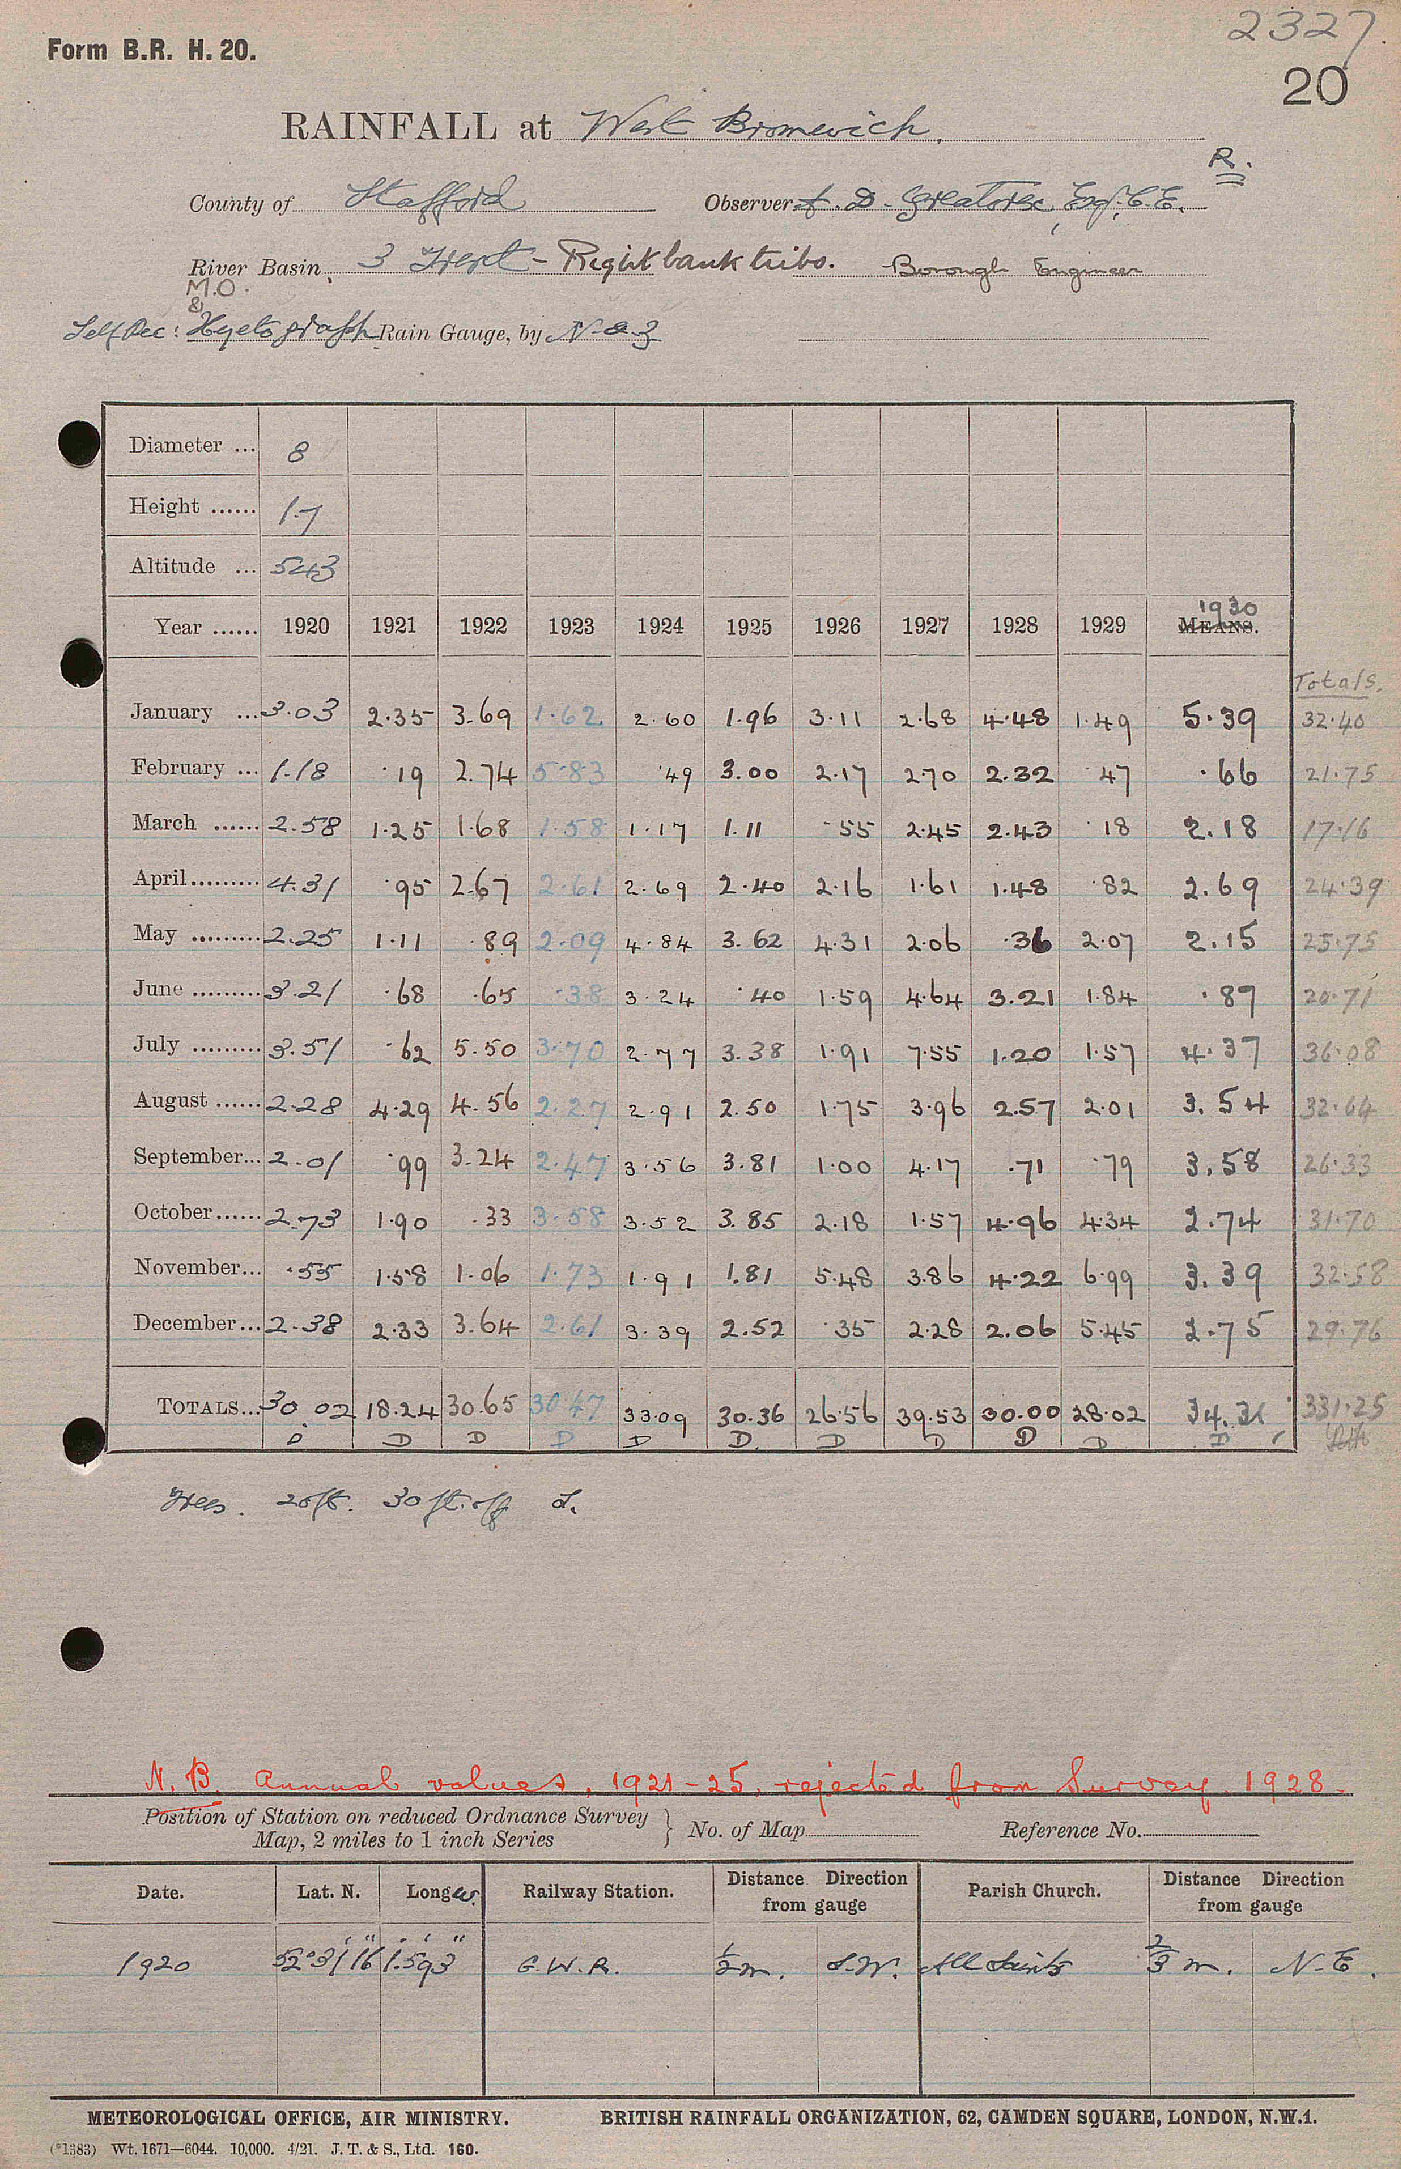 2327
Form B.R. H. 20.
20
RAINFALL at West Bromwich.
R.
County of Stafford Observer A. D. Greatorex, Esq., C.E.
River Basin, 3 Trent - Right bank tribs. Borough Engineer
M.O.
&
Self Rec: Hyetograph Rain Gauge, by N & Z
Diameter ... 8
Height ...... 1.7
Altitude ... 543
1930
Year ...... 1920 1921 1922 1923 1924 1925 1926 1927 1928 1929 MEANS.
Totals.
January ... 3.03 2.35 3.69 1.62 2.60 1.96 3.11 2.68 4.48 1.49 5.39 32.40
February ... 1.18 .19 2.74 5.83 .49 3.00 2.17 2.70 2.32 .47 .66 21.75
March ...... 2.58 1.25 1.68 1.58 1.17 1.11 .55 2.45 2.43 .18 2.18 17.16
April ......... 4.31 .95 2.67 2.61 2.69 2.40 2.16 1.61 1.48 .82 2.69 24.39
May ......... 2.25 1.11 .89 2.09 4.84 3.62 4.31 2.06 .36 2.07 2.15 25.75
June ......... 3.21 .68 .65 .38 3.24 .40 1.59 4.64 3.21 1.84 .87 20.71
July ......... 3.51 .62 5.50 3.70 2.77 3.38 1.91 7.55 1.20 1.57 4.37 36.08
August ...... 2.28 4.29 4.56 2.27 2.91 2.50 1.75 3.96 2.57 2.01 3.54 32.64
September... 2.01 .99 3.24 2.47 3.56 3.81 1.00 4.17 .71 .79 3.58 26.33
October...... 2.73 1.90 .33 3.58 3.52 3.85 2.18 1.57 4.96 4.34 2.74 31.70
November... .55 1.58 1.06 1.73 1.91 1.81 5.48 3.86 4.22 6.99 3.39 32.58
December... 2.38 2.33 3.64 2.61 3.39 2.52 .35 2.28 2.06 5.45 2.75 29.76
TOTALS... 30.02 18.24 30.65 30.47 33.09 30.36 26.56 39.53 30.00 28.02 34.31 331.25
D D D D D D D D D D D
Trees. 20ft. 30ft. off S.
N.B. Annual values, 1921-25, rejected from Survey 1928.
Position of Station on reduced Ordnance Survey
Map, 2 miles to 1 inch Series } No. of Map Reference No.
Date. Lat. N. Long W. Railway Station. Distance Direction from gauge Parish Church. Distance Direction from gauge
1920 52° 31' 16" 1° 59' 3" G.W.R. 1/2 m. S.W. All Saints 2/3 m. N.E.
METEOROLOGICAL OFFICE, AIR MINISTRY. BRITISH RAINFALL ORGANIZATION, 62, CAMDEN SQUARE, LONDON, N.W.1.
(*1383) Wt. 1671—6044. 10,000. 4/21. J. T. & S., Ltd. 160.